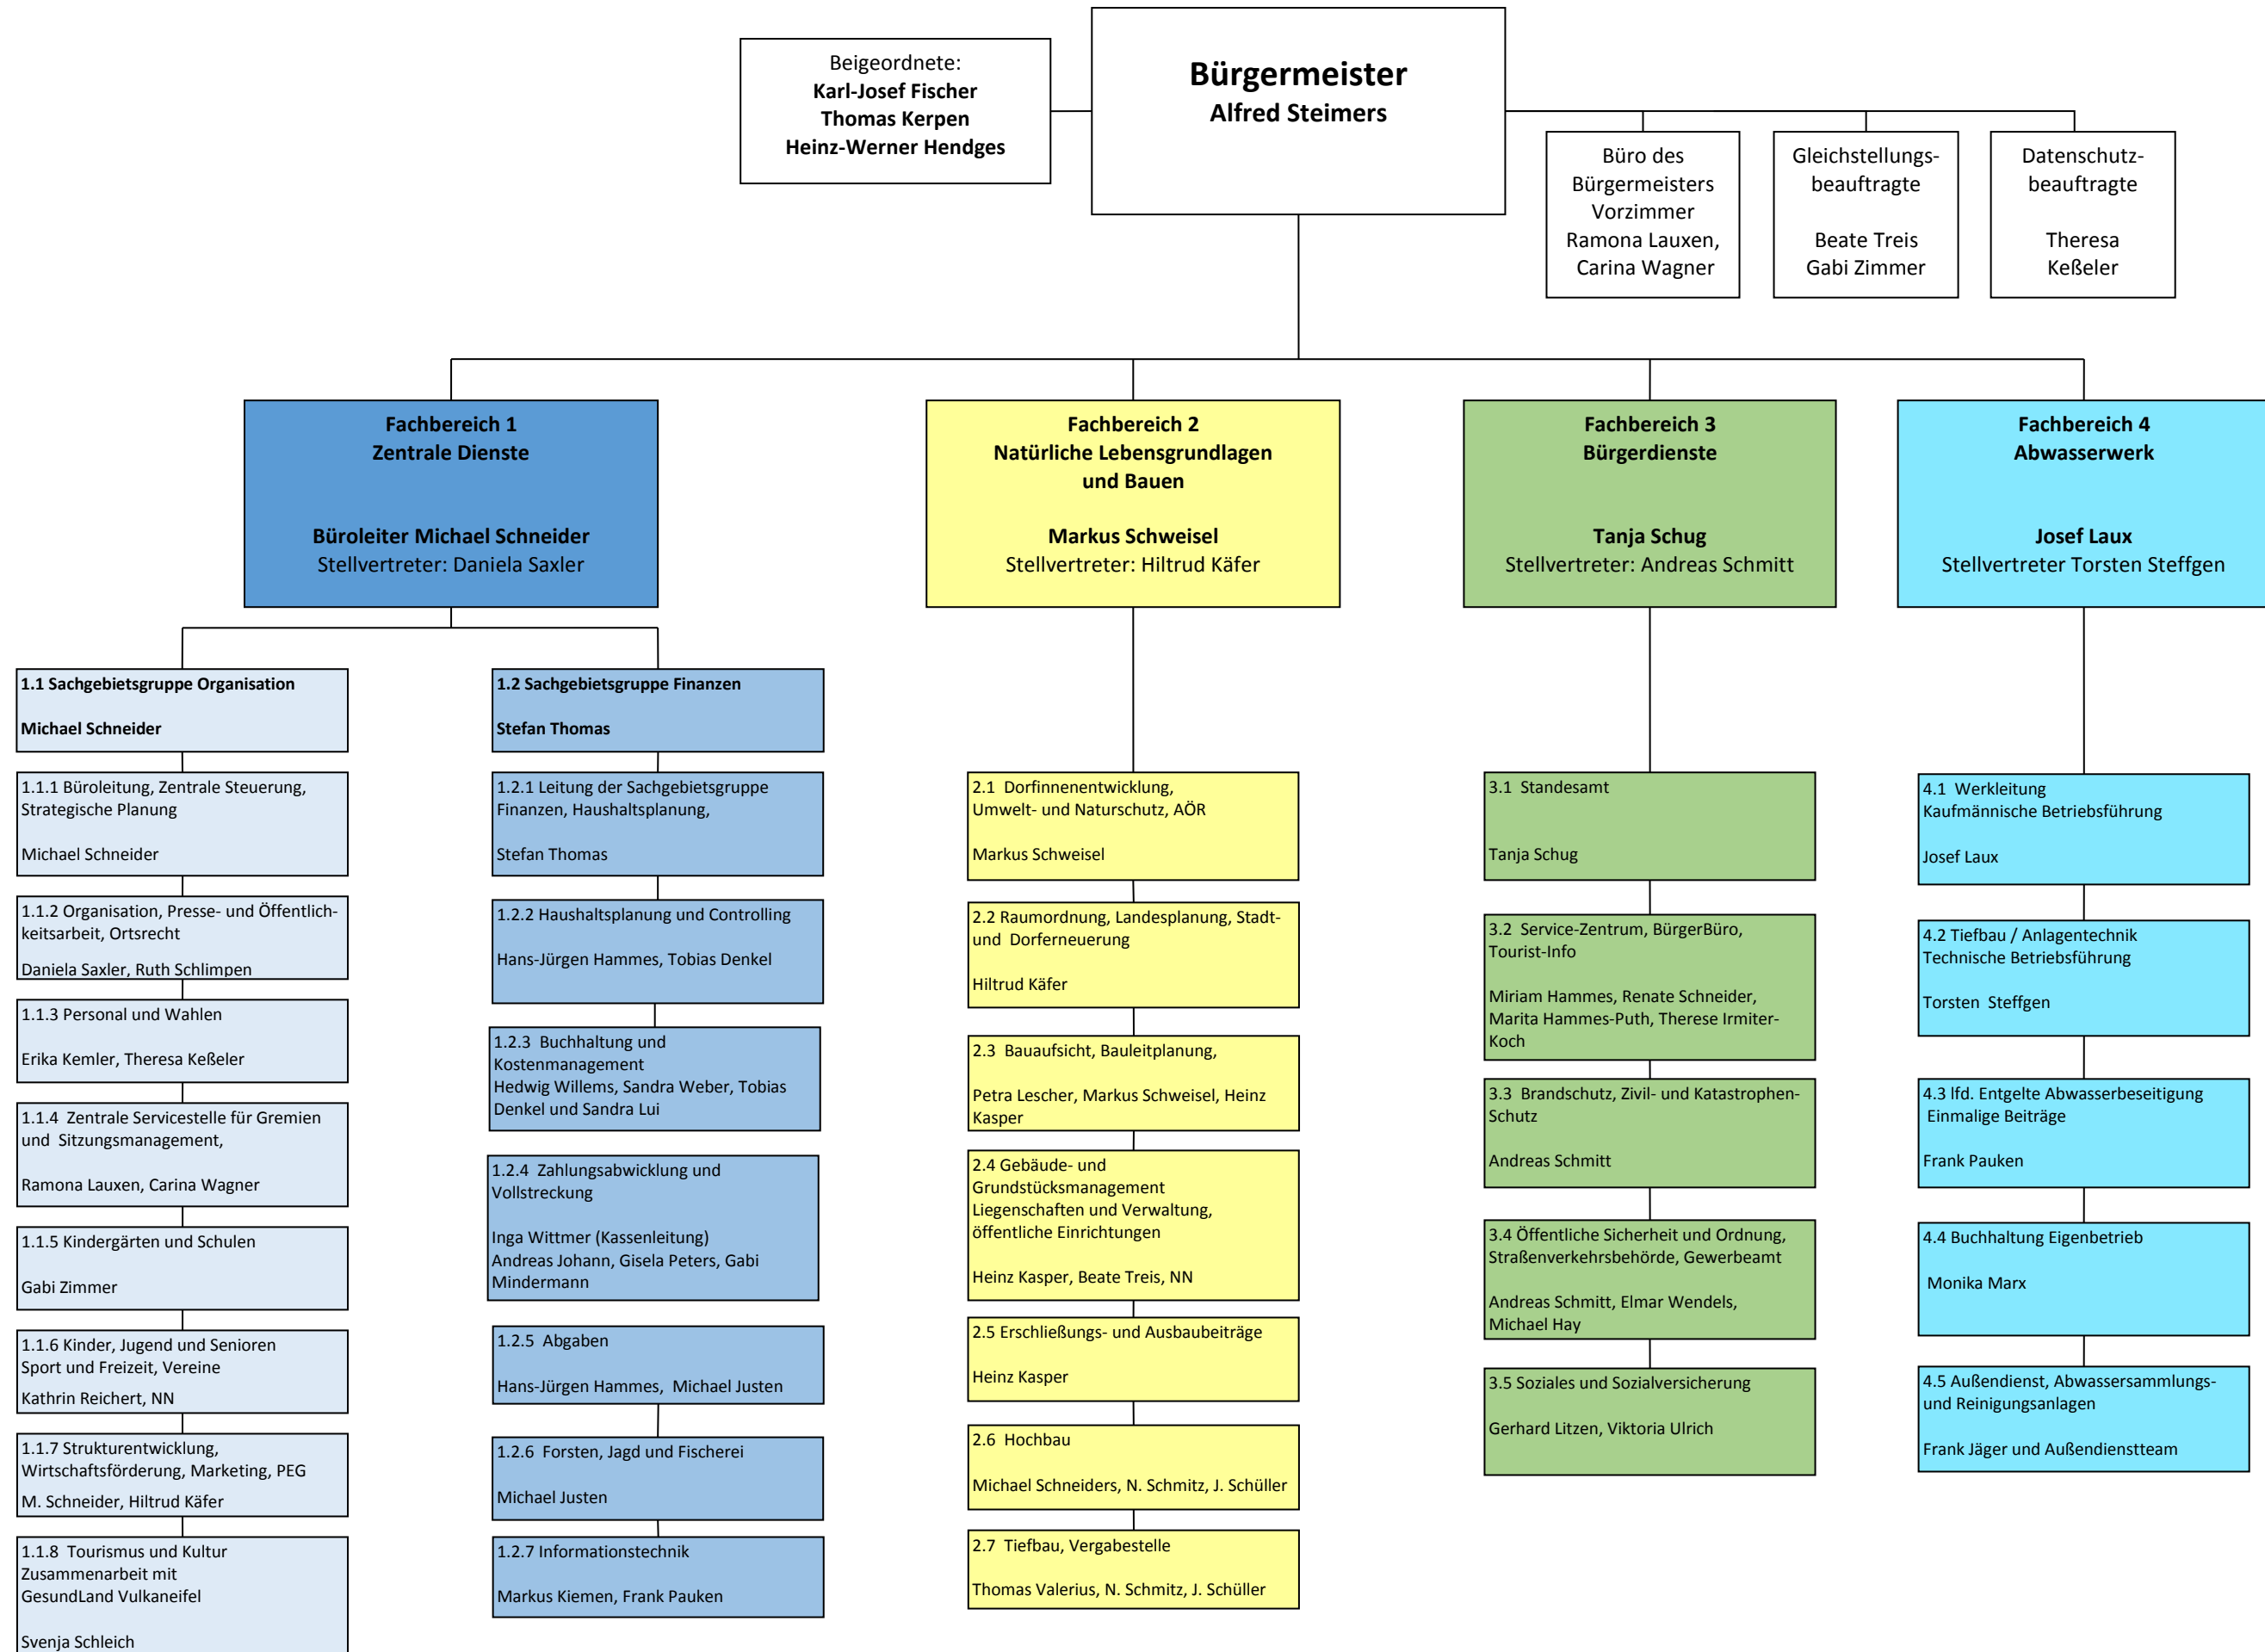 Beigeordnete:
Karl-Josef Fischer
Thomas Kerpen
Heinz-Werner Hendges
Bürgermeister
Alfred Steimers
Büro des
Bürgermeisters
Vorzimmer
Ramona Lauxen,
Carina Wagner
Gleichstellungs-
beauftragte
Beate Treis
Gabi Zimmer
Datenschutz-
beauftragte
Theresa
Keßeler
Fachbereich 1
Zentrale Dienste
Büroleiter Michael Schneider
Stellvertreter: Daniela Saxler
Fachbereich 2
Natürliche Lebensgrundlagen
und Bauen
Markus Schweisel
Stellvertreter: Hiltrud Käfer
Fachbereich 3
Bürgerdienste
Tanja Schug
Stellvertreter: Andreas Schmitt
Fachbereich 4
Abwasserwerk
Josef Laux
Stellvertreter Torsten Steffgen
1.1 Sachgebietsgruppe Organisation
Michael Schneider
1.1.1 Büroleitung, Zentrale Steuerung,
Strategische Planung
Michael Schneider
1.1.2 Organisation, Presse- und Öffentlich-
keitsarbeit, Ortsrecht
Daniela Saxler, Ruth Schlimpen
1.1.3 Personal und Wahlen
Erika Kemler, Theresa Keßeler
1.1.4 Zentrale Servicestelle für Gremien
und Sitzungsmanagement,
Ramona Lauxen, Carina Wagner
1.1.5 Kindergärten und Schulen
Gabi Zimmer
1.1.6 Kinder, Jugend und Senioren
Sport und Freizeit, Vereine
Kathrin Reichert, NN
1.1.7 Strukturentwicklung,
Wirtschaftsförderung, Marketing, PEG
M. Schneider, Hiltrud Käfer
1.1.8 Tourismus und Kultur
Zusammenarbeit mit
GesundLand Vulkaneifel
Svenja Schleich
1.2 Sachgebietsgruppe Finanzen
Stefan Thomas
1.2.1 Leitung der Sachgebietsgruppe
Finanzen, Haushaltsplanung,
Stefan Thomas
1.2.2 Haushaltsplanung und Controlling
Hans-Jürgen Hammes, Tobias Denkel
1.2.3 Buchhaltung und
Kostenmanagement
Hedwig Willems, Sandra Weber, Tobias
Denkel und Sandra Lui
1.2.4 Zahlungsabwicklung und
Vollstreckung
Inga Wittmer (Kassenleitung)
Andreas Johann, Gisela Peters, Gabi
Mindermann
1.2.5 Abgaben
Hans-Jürgen Hammes, Michael Justen
1.2.6 Forsten, Jagd und Fischerei
Michael Justen
1.2.7 Informationstechnik
Markus Kiemen, Frank Pauken
2.1 Dorfinnenentwicklung,
Umwelt- und Naturschutz, AÖR
Markus Schweisel
2.2 Raumordnung, Landesplanung, Stadt-
und Dorferneuerung
Hiltrud Käfer
2.3 Bauaufsicht, Bauleitplanung,
Petra Lescher, Markus Schweisel, Heinz
Kasper
2.4 Gebäude- und
Grundstücksmanagement
Liegenschaften und Verwaltung,
öffentliche Einrichtungen
Heinz Kasper, Beate Treis, NN
2.5 Erschließungs- und Ausbaubeiträge
Heinz Kasper
2.6 Hochbau
Michael Schneiders, N. Schmitz, J. Schüller
2.7 Tiefbau, Vergabestelle
Thomas Valerius, N. Schmitz, J. Schüller
3.1 Standesamt
Tanja Schug
3.2 Service-Zentrum, BürgerBüro,
Tourist-Info
Miriam Hammes, Renate Schneider,
Marita Hammes-Puth, Therese Irmiter-
Koch
3.3 Brandschutz, Zivil- und Katastrophen-
Schutz
Andreas Schmitt
3.4 Öffentliche Sicherheit und Ordnung,
Straßenverkehrsbehörde, Gewerbeamt
Andreas Schmitt, Elmar Wendels,
Michael Hay
3.5 Soziales und Sozialversicherung
Gerhard Litzen, Viktoria Ulrich
4.1 Werkleitung
Kaufmännische Betriebsführung
Josef Laux
4.2 Tiefbau / Anlagentechnik
Technische Betriebsführung
Torsten Steffgen
4.3 lfd. Entgelte Abwasserbeseitigung
Einmalige Beiträge
Frank Pauken
4.4 Buchhaltung Eigenbetrieb
Monika Marx
4.5 Außendienst, Abwassersammlungs-
und Reinigungsanlagen
Frank Jäger und Außendienstteam